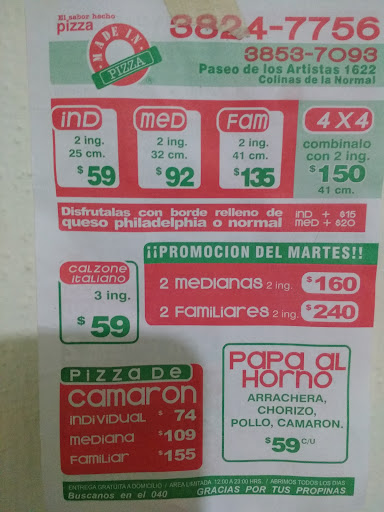 El sabor hecho
pizza
MADE IN
PIZZA
3824-7756
3853-7093
Paseo de los Artistas 1622
Colinas de la Normal
IND
2 ing.
25 cm.
$59
MED
2 ing.
32 cm.
$92
FAM
2 ing.
41 cm.
$135
4X4
combinalo
con 2 ing.
$150
41 cm.
Disfrutalas con borde relleno de
queso philadelphia o normal
IND + $15
MED + $20
CALZONE
ITALIANO
3 ing.
$59
¡¡PROMOCION DEL MARTES!!
2 MEDIANAS 2 ing. $160
2 FAMILIARES 2 ing. $240
PIZZA DE
CAMARON
INDIVIDUAL $ 74
MEDIANA $109
FAMILIAR $155
PAPA AL
HORNO
ARRACHERA,
CHORIZO,
POLLO, CAMARON.
$59 C/U
ENTREGA GRATUITA A DOMICILIO / AREA LIMITADA 12:00 A 23:00 HRS. / ABRIMOS TODOS LOS DIAS
Buscanos en el 040
GRACIAS POR TUS PROPINAS